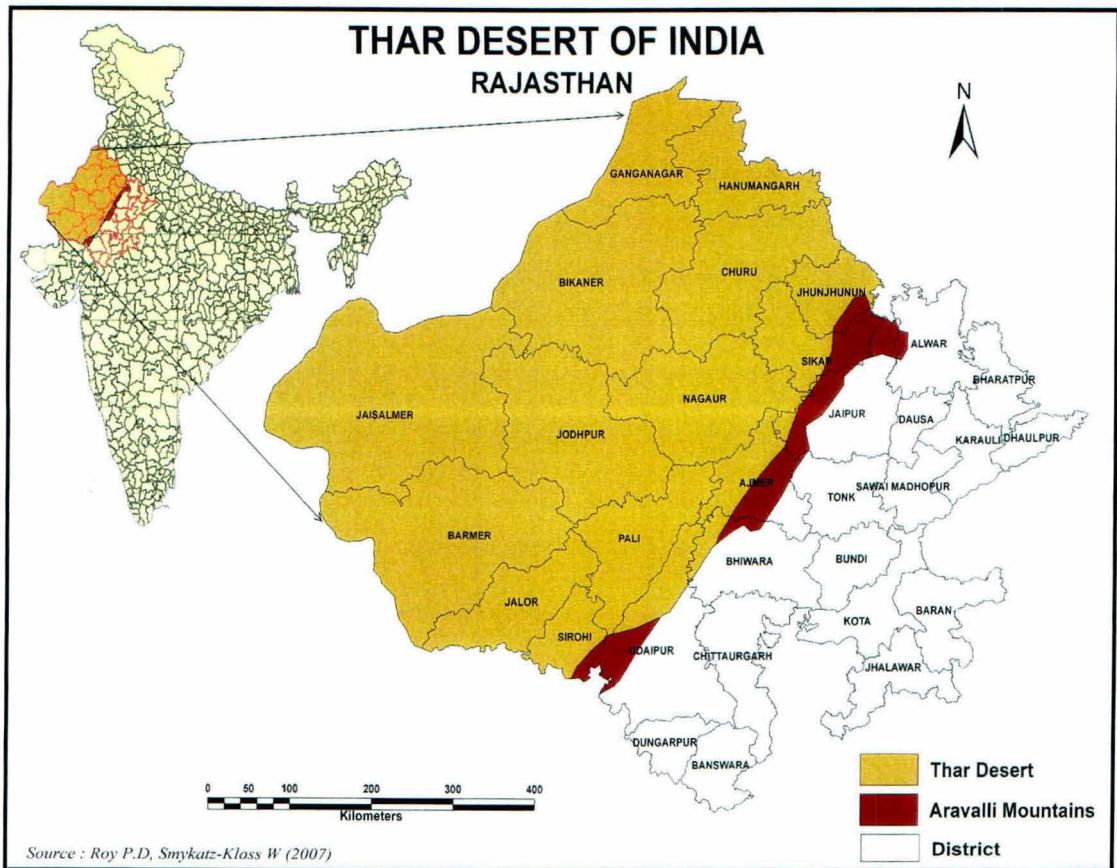 THAR DESERT OF INDIA
RAJASTHAN
N
GANGANAGAR
HANUMANGARH
CHURU
BIKANER
JHUNJHUNUN
ALWAR
SIKAR
BHARATPUR
JAISALMER
NAGAUR
JAIPUR
DAUSA
JODHPUR
KARAULI
DHAULPUR
AJMER
SAWAI MADHOPUR
TONK
BARMER
PALI
BHIWARA
BUNDI
JALOR
BARAN
KOTA
SIROHI
UDAIPUR
CHITTAURGARH
JHALAWAR
DUNGARPUR
BANSWARA
Thar Desert
Aravalli Mountains
District
0 50 100 200 300 400
Kilometers
Source : Roy P.D, Smykatz-Kloss W (2007)